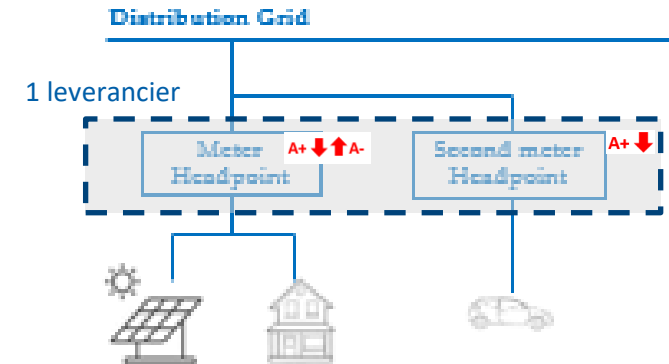 Distribution Grid
1 leverancier
Meter
Headpoint
A+ A-
Second meter
Headpoint
A+